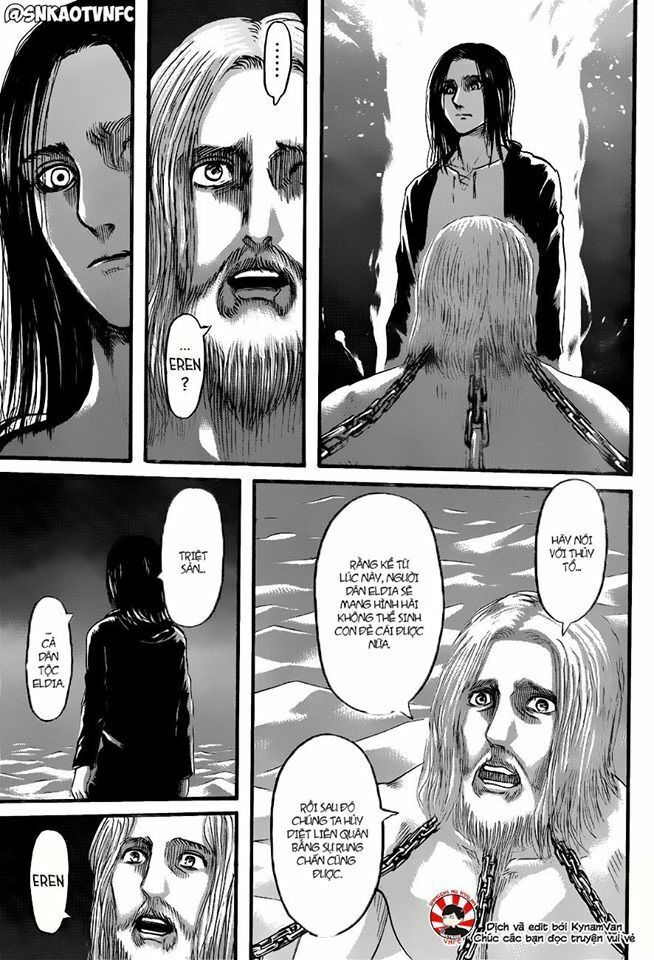 @SNKAOTVNFC
.......
...
EREN
?
HÃY NÓI
VỚI THỦY
TỔ...
RẰNG KỂ TỪ
LÚC NÀY, NGƯỜI
DÂN ELDIA SẼ
MANG HÌNH HÀI
KHÔNG THỂ SINH
CON ĐẺ CÁI ĐƯỢC
NỮA.
RỒI SAU ĐÓ
CHÚNG TA HỦY
DIỆT LIÊN QUÂN
BẰNG SỰ RUNG
CHẤN CŨNG
ĐƯỢC.
TRIỆT
SẢN...
...
CẢ
DÂN
TỘC
ELDIA.
EREN
Dịch và edit bởi KynamVan
Chúc các bạn đọc truyện vui vẻ